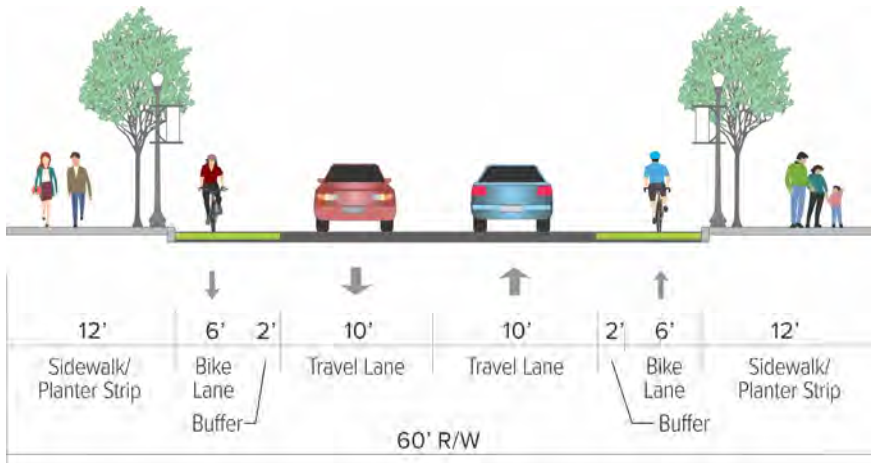 12' 6' 2' 10' 10' 2' 6' 12'
Sidewalk/ Bike Travel Lane Travel Lane Bike Sidewalk/
Planter Strip Lane Lane Planter Strip
Buffer Buffer
60' R/W